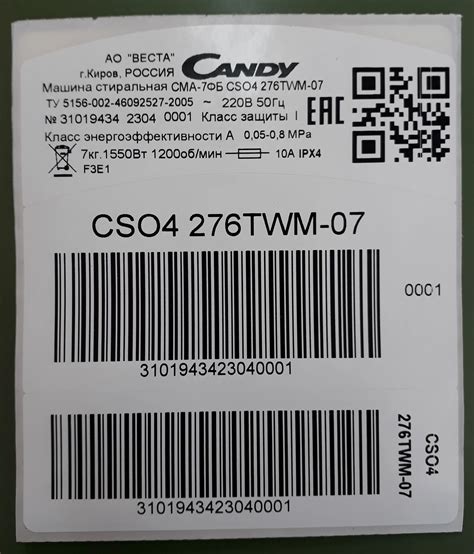 АО "ВЕСТА"
г.Киров, РОССИЯ
CANDY
Машина стиральная СМА-7ФБ CSO4 276TWM-07
ТУ 5156-002-46092527-2005 ~ 220В 50Гц
№ 31019434 2304 0001 Класс защиты I
EAC
Класс энергоэффективности A 0,05-0,8 MPa
7кг.1550Вт 1200об/мин 10A IPX4
F3E1
CSO4 276TWM-07
0001
3101943423040001
CSO4
276TWM-07
3101943423040001